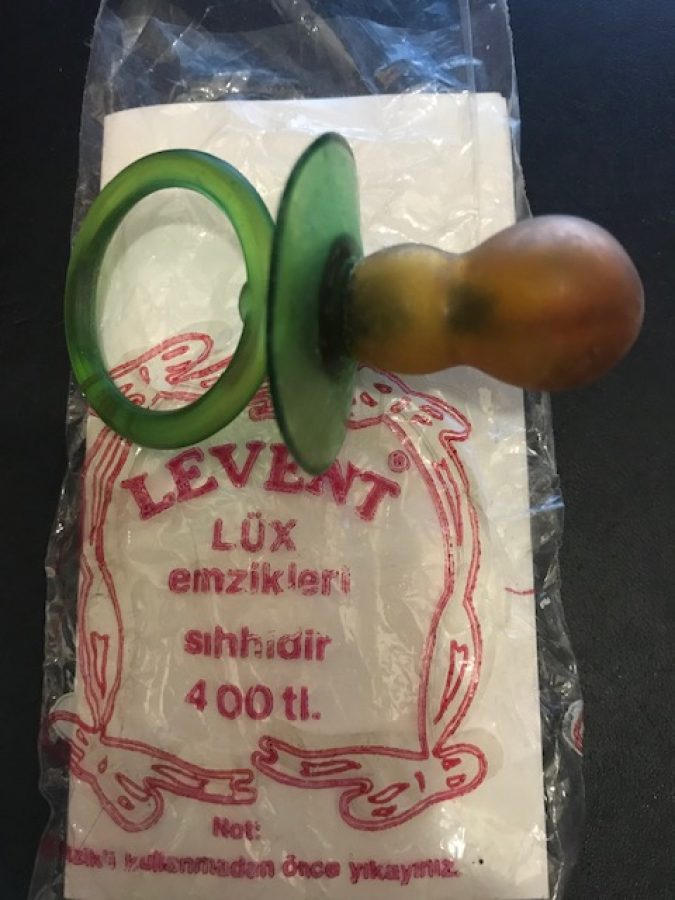 LEVENT®
LÜX
emzikleri
sıhhidir
400 tl.
Not:
kullanmadan önce yıkayınız.